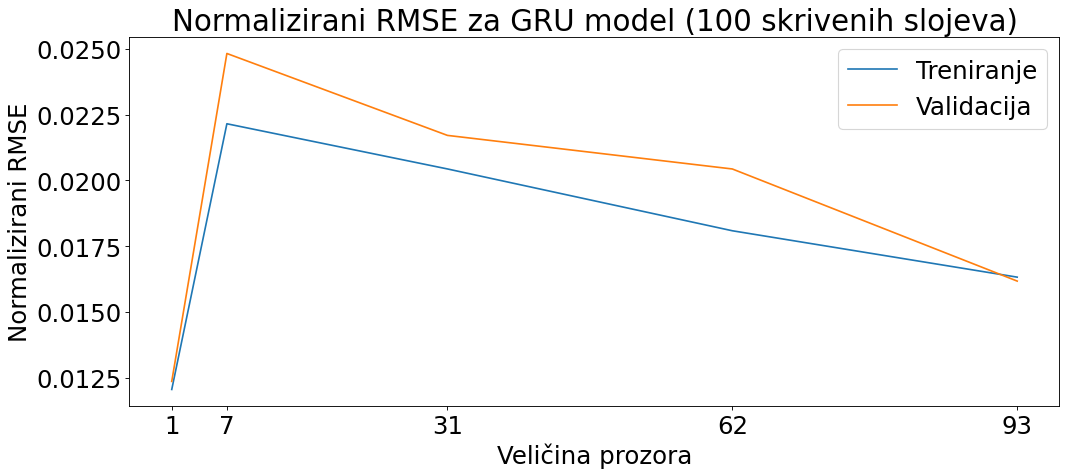 Normalizirani RMSE za GRU model (100 skrivenih slojeva)
Normalizirani RMSE
0.0250
0.0225
0.0200
0.0175
0.0150
0.0125
Treniranje
Validacija
1 7 31 62 93
Veličina prozora